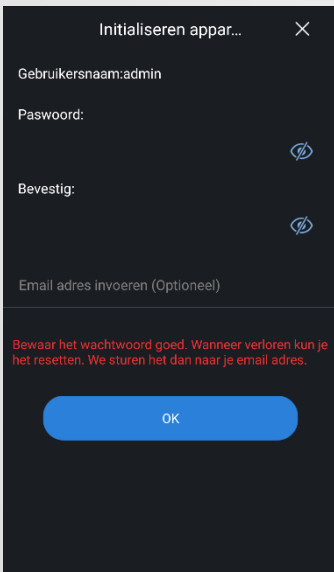 Initialiseren appar...
Gebruikersnaam:admin
Paswoord:
Bevestig:
Email adres invoeren (Optioneel)
Bewaar het wachtwoord goed. Wanneer verloren kun je
het resetten. We sturen het dan naar je email adres.
OK